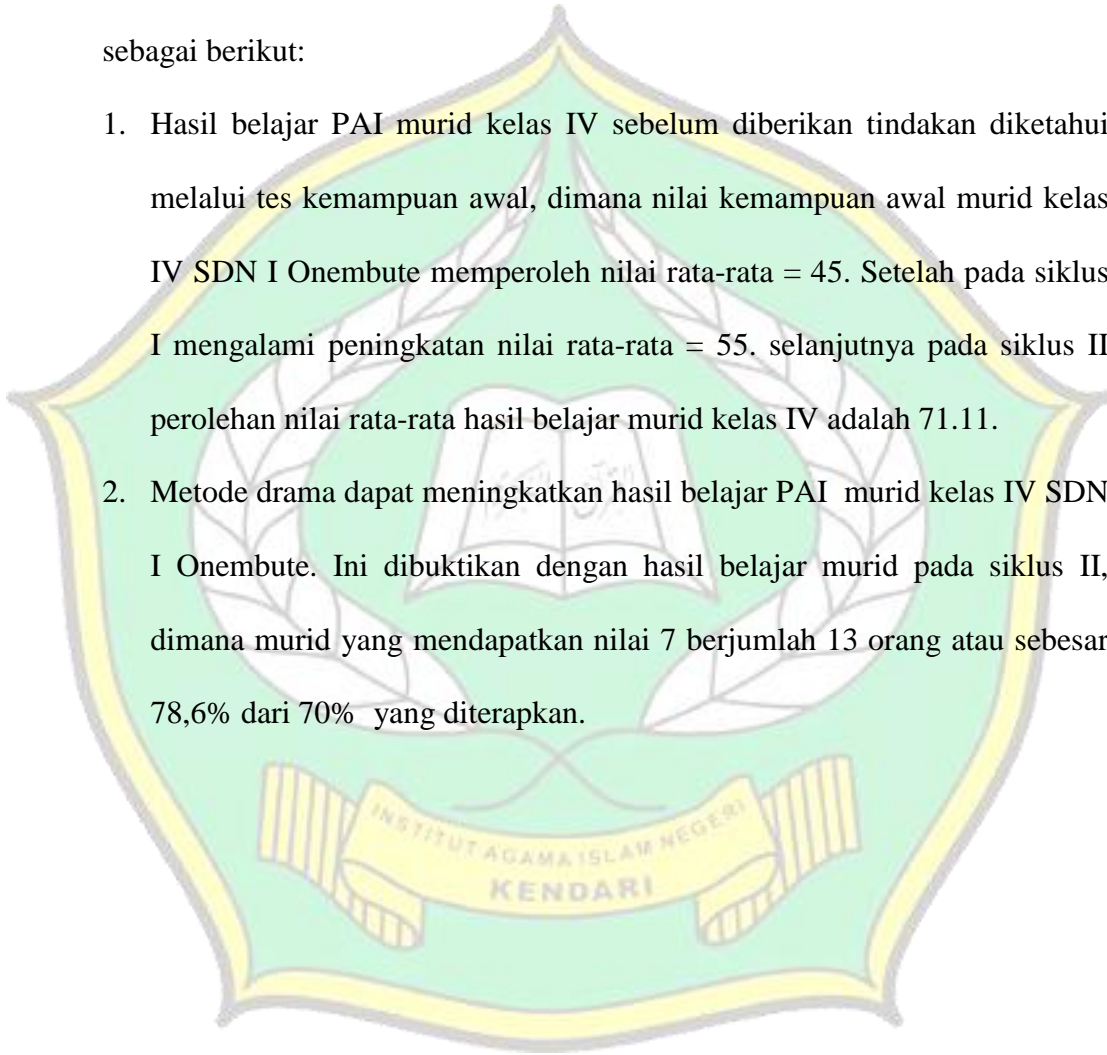 sebagai berikut:
1. Hasil belajar PAI murid kelas IV sebelum diberikan tindakan diketahui
melalui tes kemampuan awal, dimana nilai kemampuan awal murid kelas
IV SDN I Onembute memperoleh nilai rata-rata = 45. Setelah pada siklus
I mengalami peningkatan nilai rata-rata = 55. selanjutnya pada siklus II
perolehan nilai rata-rata hasil belajar murid kelas IV adalah 71.11.
2. Metode drama dapat meningkatkan hasil belajar PAI murid kelas IV SDN
I Onembute. Ini dibuktikan dengan hasil belajar murid pada siklus II,
dimana murid yang mendapatkan nilai 7 berjumlah 13 orang atau sebesar
78,6% dari 70% yang diterapkan.
INSTITUT AGAMA ISLAM NEGERI
KENDARI